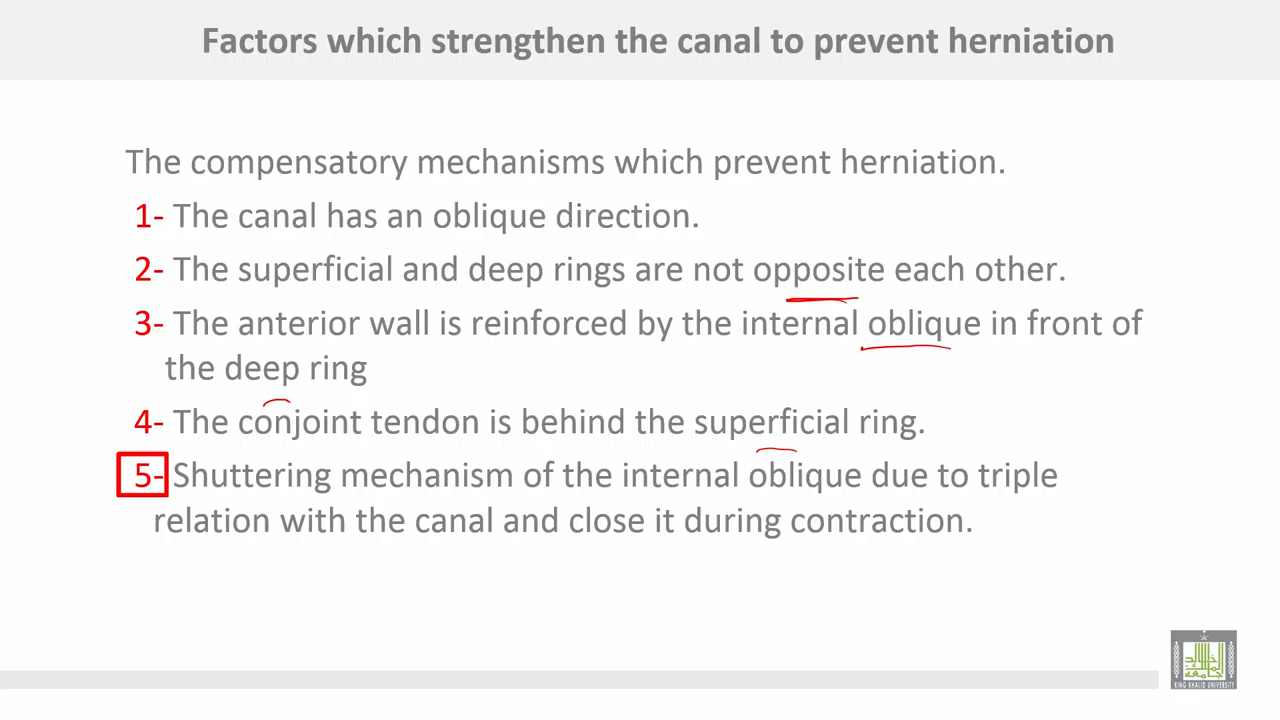 Factors which strengthen the canal to prevent herniation
The compensatory mechanisms which prevent herniation.
1- The canal has an oblique direction.
2- The superficial and deep rings are not opposite each other.
3- The anterior wall is reinforced by the internal oblique in front of
the deep ring
4- The conjoint tendon is behind the superficial ring.
5- Shuttering mechanism of the internal oblique due to triple
relation with the canal and close it during contraction.
KING KHALID UNIVERSITY